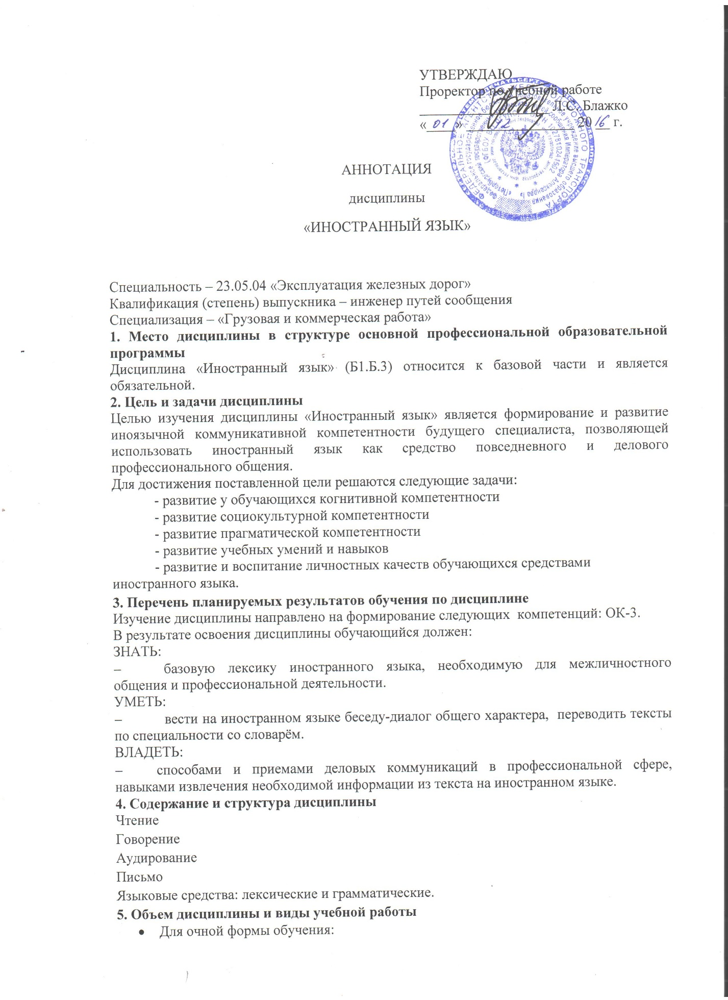 УТВЕРЖДАЮ
Проректор по учебной работе
Л.С. Блажко
« 01 » 12 20 16 г.
ФЕДЕРАЛЬНОЕ АГЕНТСТВО ЖЕЛЕЗНОДОРОЖНОГО ТРАНСПОРТА
АННОТАЦИЯ
дисциплины
«ИНОСТРАННЫЙ ЯЗЫК»
Специальность – 23.05.04 «Эксплуатация железных дорог»
Квалификация (степень) выпускника – инженер путей сообщения
Специализация – «Грузовая и коммерческая работа»
1. Место дисциплины в структуре основной профессиональной образовательной
программы
Дисциплина «Иностранный язык» (Б1.Б.3) относится к базовой части и является
обязательной.
2. Цель и задачи дисциплины
Целью изучения дисциплины «Иностранный язык» является формирование и развитие
иноязычной коммуникативной компетентности будущего специалиста, позволяющей
использовать иностранный язык как средство повседневного и делового
профессионального общения.
Для достижения поставленной цели решаются следующие задачи:
- развитие у обучающихся когнитивной компетентности
- развитие социокультурной компетентности
- развитие прагматической компетентности
- развитие учебных умений и навыков
- развитие и воспитание личностных качеств обучающихся средствами
иностранного языка.
3. Перечень планируемых результатов обучения по дисциплине
Изучение дисциплины направлено на формирование следующих компетенций: ОК-3.
В результате освоения дисциплины обучающийся должен:
ЗНАТЬ:
– базовую лексику иностранного языка, необходимую для межличностного
общения и профессиональной деятельности.
УМЕТЬ:
– вести на иностранном языке беседу-диалог общего характера, переводить тексты
по специальности со словарём.
ВЛАДЕТЬ:
– способами и приемами деловых коммуникаций в профессиональной сфере,
навыками извлечения необходимой информации из текста на иностранном языке.
4. Содержание и структура дисциплины
Чтение
Говорение
Аудирование
Письмо
Языковые средства: лексические и грамматические.
5. Объем дисциплины и виды учебной работы
• Для очной формы обучения: